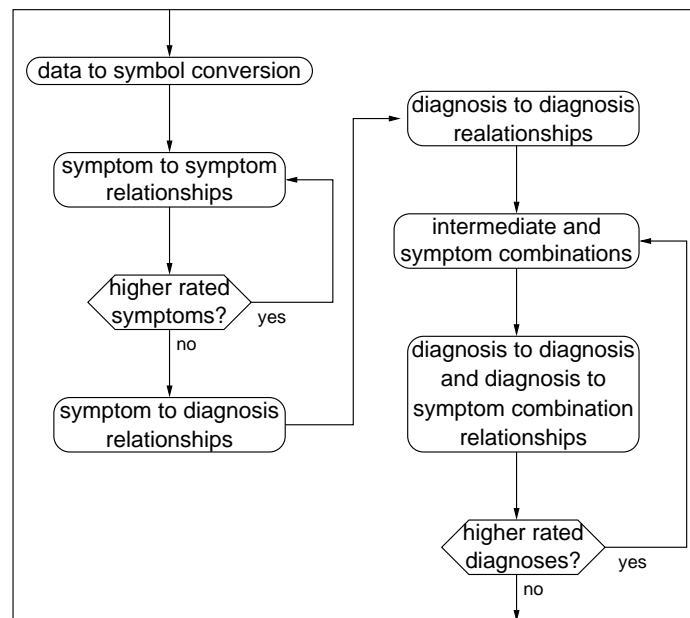 data to symbol conversion
symptom to symptom
relationships
higher rated
symptoms?
yes
no
symptom to diagnosis
relationships
diagnosis to diagnosis
realationships
intermediate and
symptom combinations
diagnosis to diagnosis
and diagnosis to
symptom combination
relationships
higher rated
diagnoses?
yes
no